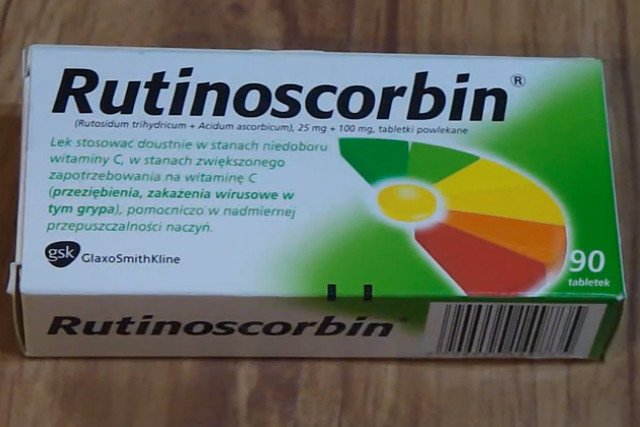 Rutinoscorbin®
(Rutosidum trihydricum + Acidum ascorbicum), 25 mg + 100 mg, tabletki powlekane
Lek stosować doustnie w stanach niedoboru
witaminy C, w stanach zwiększonego
zapotrzebowania na witaminę C
(przeziębienia, zakażenia wirusowe w
tym grypa), pomocniczo w nadmiernej
przepuszczalności naczyń.
gsk GlaxoSmithKline
90
tabletek
Rutinoscorbin®